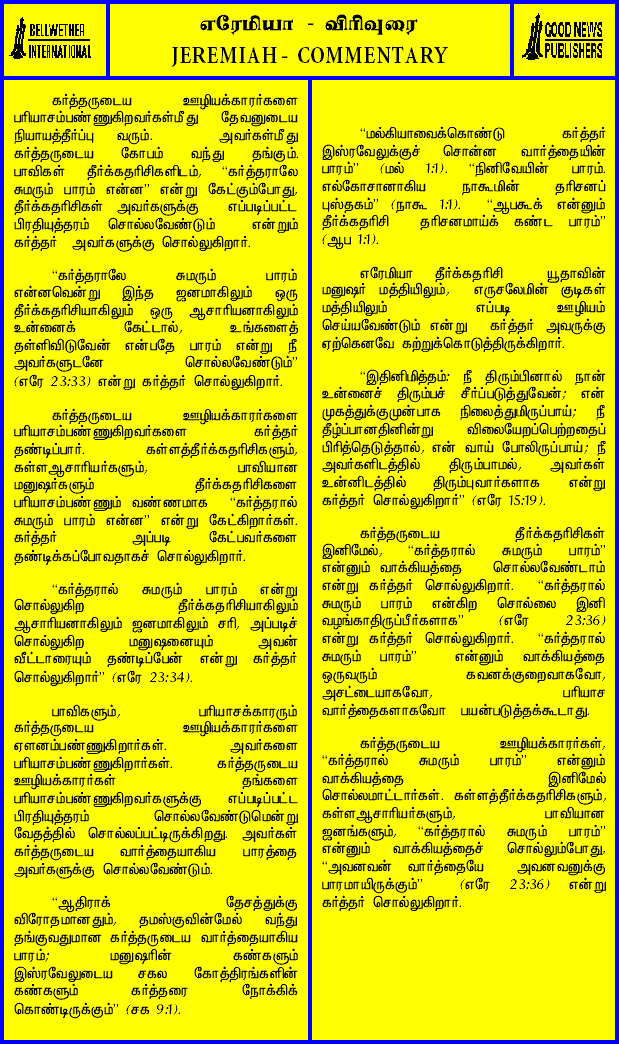 BELLWETHER
INTERNATIONAL
எரேமியா - விரிவுரை
JEREMIAH - COMMENTARY
GOOD NEWS
PUBLISHERS
கர்த்தருடைய ஊழியக்காரர்களை
பரியாசம்பண்ணுகிறவர்கள்மீது தேவனுடைய
நியாயத்தீர்ப்பு வரும். அவர்கள்மீது
கர்த்தருடைய கோபம் வந்து தங்கும்.
பாவிகள் தீர்க்கதரிசிகளிடம், “கர்த்தராலே
சுமரும் பாரம் என்ன” என்று கேட்கும்போது,
தீர்க்கதரிசிகள் அவர்களுக்கு எப்படிப்பட்ட
பிரதியுத்தரம் சொல்லவேண்டும் என்றும்
கர்த்தர் அவர்களுக்கு சொல்லுகிறார்.
“கர்த்தராலே சுமரும் பாரம்
என்னவென்று இந்த ஜனமாகிலும் ஒரு
தீர்க்கதரிசியாகிலும் ஒரு ஆசாரியனாகிலும்
உன்னைக் கேட்டால், உங்களைத்
தள்ளிவிடுவேன் என்பதே பாரம் என்று நீ
அவர்களுடனே சொல்லவேண்டும்”
(எரே 23:33) என்று கர்த்தர் சொல்லுகிறார்.
கர்த்தருடைய ஊழியக்காரர்களை
பரியாசம்பண்ணுகிறவர்களை கர்த்தர்
தண்டிப்பார். கள்ளத்தீர்க்கதரிசிகளும்,
கள்ளஆசாரியர்களும், பாவியான
மனுஷர்களும் தீர்க்கதரிசிகளை
பரியாசம்பண்ணும் வண்ணமாக “கர்த்தரால்
சுமரும் பாரம் என்ன” என்று கேட்கிறார்கள்.
கர்த்தர் அப்படி கேட்பவர்களை
தண்டிக்கப்போவதாகச் சொல்லுகிறார்.
“கர்த்தரால் சுமரும் பாரம் என்று
சொல்லுகிற தீர்க்கதரிசியாகிலும்
ஆசாரியனாகிலும் ஜனமாகிலும் சரி, அப்படிச்
சொல்லுகிற மனுஷனையும் அவன்
வீட்டாரையும் தண்டிப்பேன் என்று கர்த்தர்
சொல்லுகிறார்” (எரே 23:34).
பாவிகளும், பரியாசக்காரரும்
கர்த்தருடைய ஊழியக்காரர்களை
ஏளனம்பண்ணுகிறார்கள். அவர்களை
பரியாசம்பண்ணுகிறார்கள். கர்த்தருடைய
ஊழியக்காரர்கள் தங்களை
பரியாசம்பண்ணுகிறவர்களுக்கு எப்படிப்பட்ட
பிரதியுத்தரம் சொல்லவேண்டுமென்று
வேதத்தில் சொல்லப்பட்டிருக்கிறது. அவர்கள்
கர்த்தருடைய வார்த்தையாகிய பாரத்தை
அவர்களுக்கு சொல்லவேண்டும்.
“ஆதிராக் தேசத்துக்கு
விரோதமானதும், தமஸ்குவின்மேல் வந்து
தங்குவதுமான கர்த்தருடைய வார்த்தையாகிய
பாரம்; மனுஷரின் கண்களும்
இஸ்ரவேலுடைய சகல கோத்திரங்களின்
கண்களும் கர்த்தரை நோக்கிக்
கொண்டிருக்கும்” (சக 9:1).
“மல்கியாவைக்கொண்டு கர்த்தர்
இஸ்ரவேலுக்குச் சொன்ன வார்த்தையின்
பாரம்” (மல் 1:1). “நினிவேயின் பாரம்.
எல்கோசானாகிய நாகூமின் தரிசனப்
புஸ்தகம்” (நாகூ 1:1). “ஆபகூக் என்னும்
தீர்க்கதரிசி தரிசனமாய்க் கண்ட பாரம்”
(ஆப 1:1).
எரேமியா தீர்க்கதரிசி யூதாவின்
மனுஷர் மத்தியிலும், எருசலேமின் குடிகள்
மத்தியிலும் எப்படி ஊழியம்
செய்யவேண்டும் என்று கர்த்தர் அவருக்கு
ஏற்கெனவே கற்றுக்கொடுத்திருக்கிறார்.
“இதினிமித்தம்: நீ திரும்பினால் நான்
உன்னைச் திரும்பச் சீர்ப்படுத்துவேன்; என்
முகத்துக்குமுன்பாக நிலைத்துமிருப்பாய்; நீ
தீழ்ப்பானதினின்று விலையேறப்பெற்றதைப்
பிரித்தெடுத்தால், என் வாய் போலிருப்பாய்; நீ
அவர்களிடத்தில் திரும்பாமல், அவர்கள்
உன்னிடத்தில் திரும்புவார்களாக என்று
கர்த்தர் சொல்லுகிறார்” (எரே 15:19).
கர்த்தருடைய தீர்க்கதரிசிகள்
இனிமேல், “கர்த்தரால் சுமரும் பாரம்”
என்னும் வாக்கியத்தை சொல்லவேண்டாம்
என்று கர்த்தர் சொல்லுகிறார். “கர்த்தரால்
சுமரும் பாரம் என்கிற சொல்லை இனி
வழங்காதிருப்பீர்களாக” (எரே 23:36)
என்று கர்த்தர் சொல்லுகிறார். “கர்த்தரால்
சுமரும் பாரம்” என்னும் வாக்கியத்தை
ஒருவரும் கவனக்குறைவாகவோ,
அசட்டையாகவோ, பரியாச
வார்த்தைகளாகவோ பயன்படுத்தக்கூடாது.
கர்த்தருடைய ஊழியக்காரர்கள்,
“கர்த்தரால் சுமரும் பாரம்” என்னும்
வாக்கியத்தை இனிமேல்
சொல்லமாட்டார்கள். கள்ளத்தீர்க்கதரிசிகளும்,
கள்ளஆசாரியர்களும், பாவியான
ஜனங்களும், “கர்த்தரால் சுமரும் பாரம்”
என்னும் வாக்கியத்தைச் சொல்லும்போது,
“அவனவன் வார்த்தையே அவனவனுக்கு
பாரமாயிருக்கும்” (எரே 23:36) என்று
கர்த்தர் சொல்லுகிறார்.